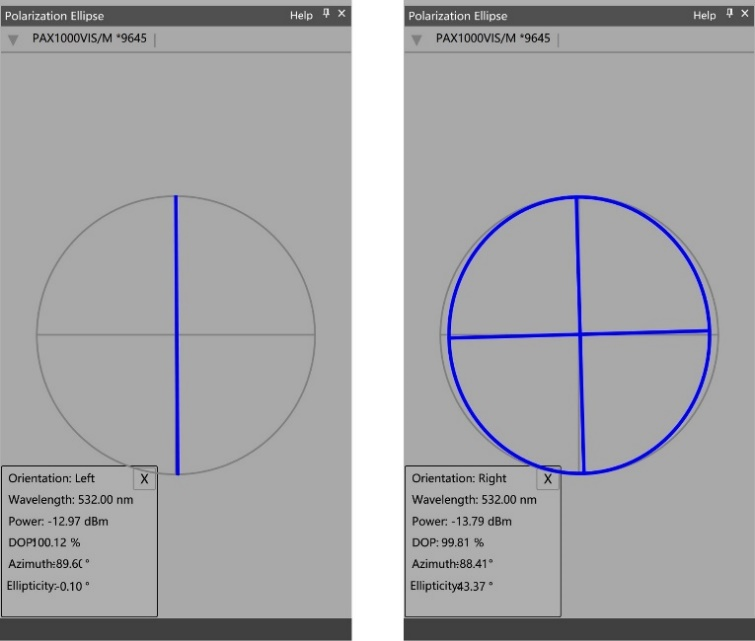 Polarization Ellipse Help X
PAX1000VIS/M *9645
Orientation: Left X
Wavelength: 532.00 nm
Power: -12.97 dBm
DOP100.12 %
Azimuth:-89.60 °
Ellipticity:-0.10 °
Polarization Ellipse Help X
PAX1000VIS/M *9645
Orientation: Right X
Wavelength: 532.00 nm
Power: -13.79 dBm
DOP: 99.81 %
Azimuth:-88.41°
Ellipticity43.37 °